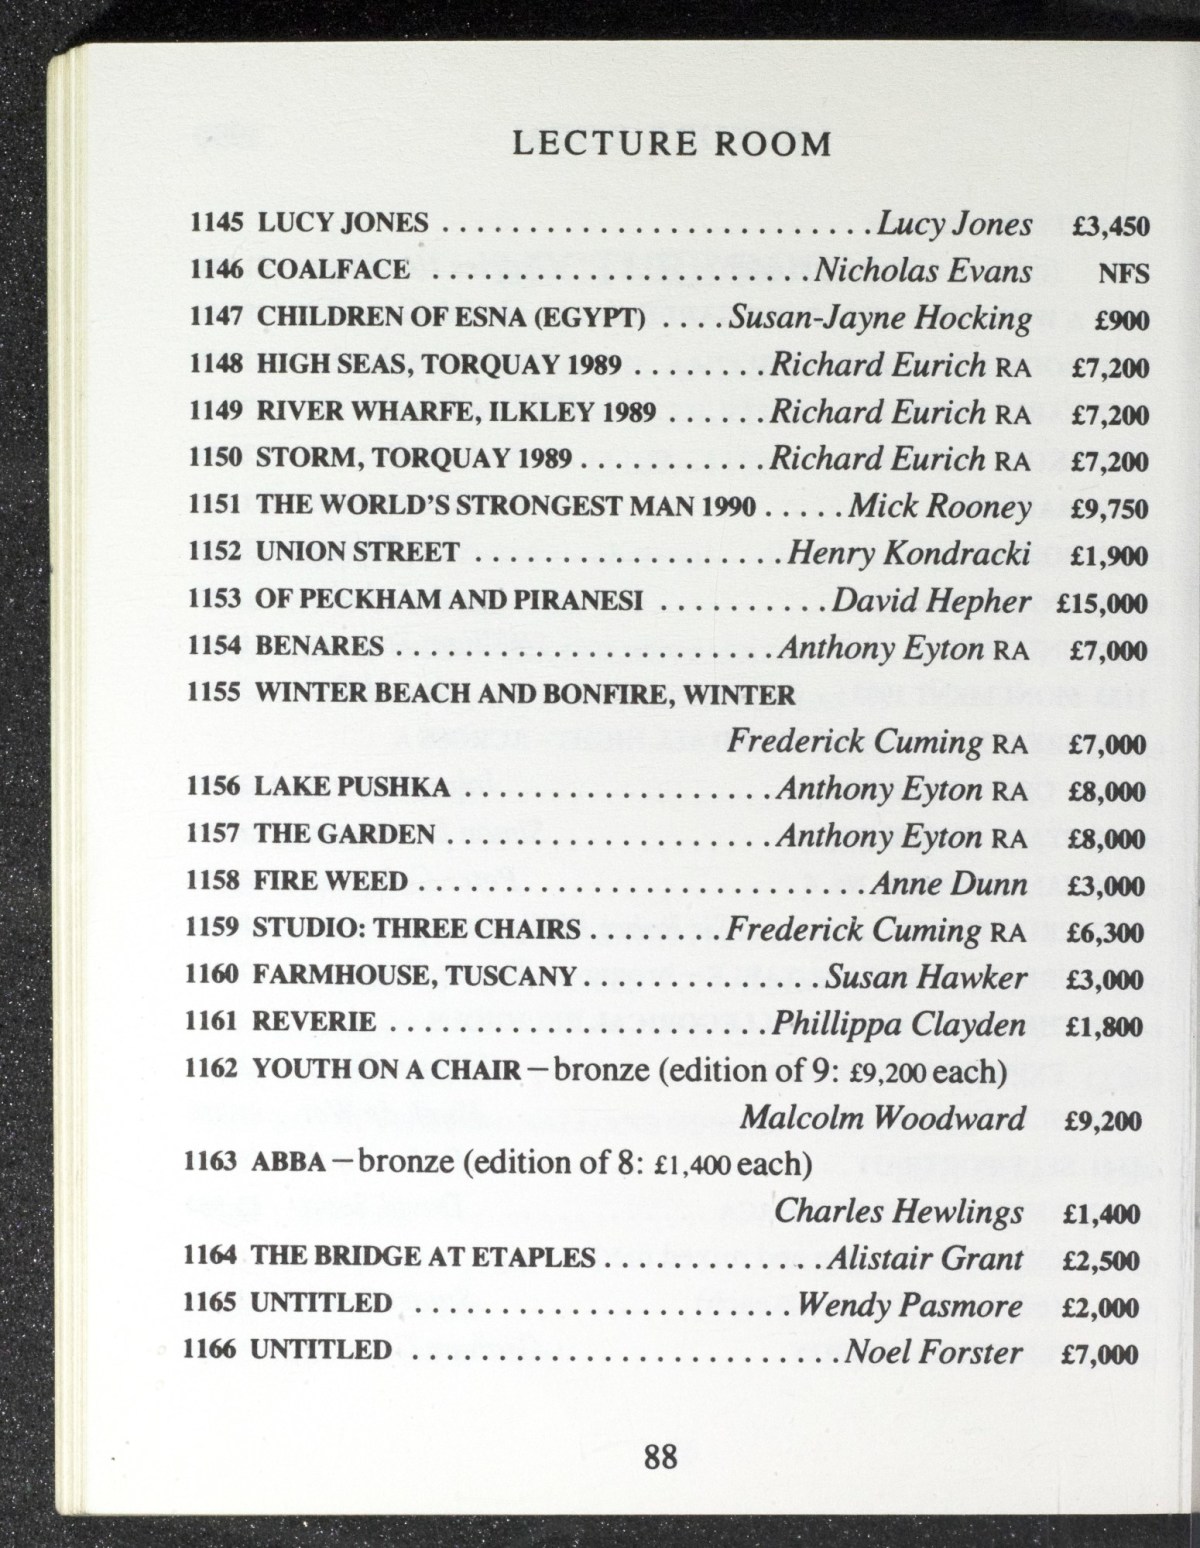 LECTURE ROOM
1145 LUCY JONES . . . . . . . . . . . . . . . . . . . . . . . . . Lucy Jones £3,450
1146 COALFACE . . . . . . . . . . . . . . . . . . . . . . Nicholas Evans NFS
1147 CHILDREN OF ESNA (EGYPT) . . . . Susan-Jayne Hocking £900
1148 HIGH SEAS, TORQUAY 1989 . . . . . . . . Richard Eurich RA £7,200
1149 RIVER WHARFE, ILKLEY 1989 . . . . . . Richard Eurich RA £7,200
1150 STORM, TORQUAY 1989 . . . . . . . . . . . Richard Eurich RA £7,200
1151 THE WORLD'S STRONGEST MAN 1990 . . . . . Mick Rooney £9,750
1152 UNION STREET . . . . . . . . . . . . . . . . . . Henry Kondracki £1,900
1153 OF PECKHAM AND PIRANESI . . . . . . . . . . David Hepher £15,000
1154 BENARES . . . . . . . . . . . . . . . . . . . . . . Anthony Eyton RA £7,000
1155 WINTER BEACH AND BONFIRE, WINTER
Frederick Cuming RA £7,000
1156 LAKE PUSHKA . . . . . . . . . . . . . . . . . . Anthony Eyton RA £8,000
1157 THE GARDEN . . . . . . . . . . . . . . . . . . . Anthony Eyton RA £8,000
1158 FIRE WEED . . . . . . . . . . . . . . . . . . . . . . . . . . Anne Dunn £3,000
1159 STUDIO: THREE CHAIRS . . . . . . . . Frederick Cuming RA £6,300
1160 FARMHOUSE, TUSCANY . . . . . . . . . . . . . . Susan Hawker £3,000
1161 REVERIE . . . . . . . . . . . . . . . . . . . . . . Phillippa Clayden £1,800
1162 YOUTH ON A CHAIR — bronze (edition of 9: £9,200 each)
Malcolm Woodward £9,200
1163 ABBA — bronze (edition of 8: £1,400 each)
Charles Hewlings £1,400
1164 THE BRIDGE AT ETAPLES . . . . . . . . . . . . . Alistair Grant £2,500
1165 UNTITLED . . . . . . . . . . . . . . . . . . . . . . Wendy Pasmore £2,000
1166 UNTITLED . . . . . . . . . . . . . . . . . . . . . . . . . Noel Forster £7,000
88